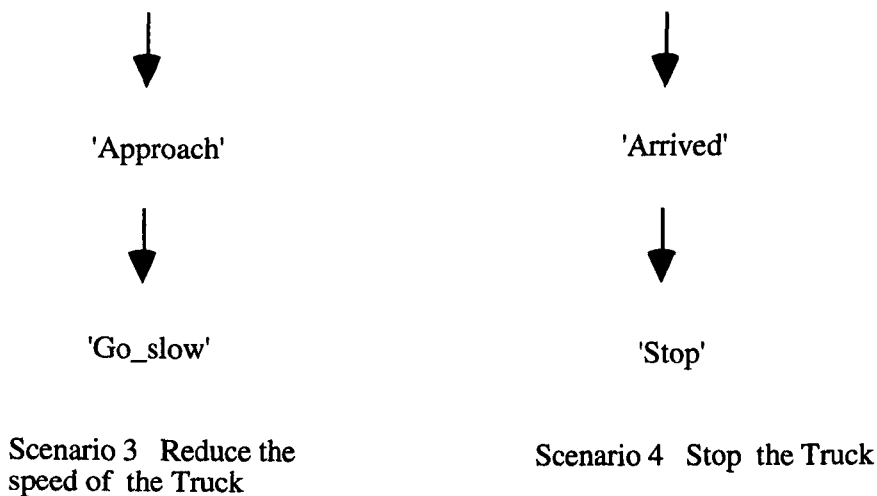 'Approach'
'Arrived'
'Go_slow'
'Stop'
Scenario 3 Reduce the
speed of the Truck
Scenario 4 Stop the Truck